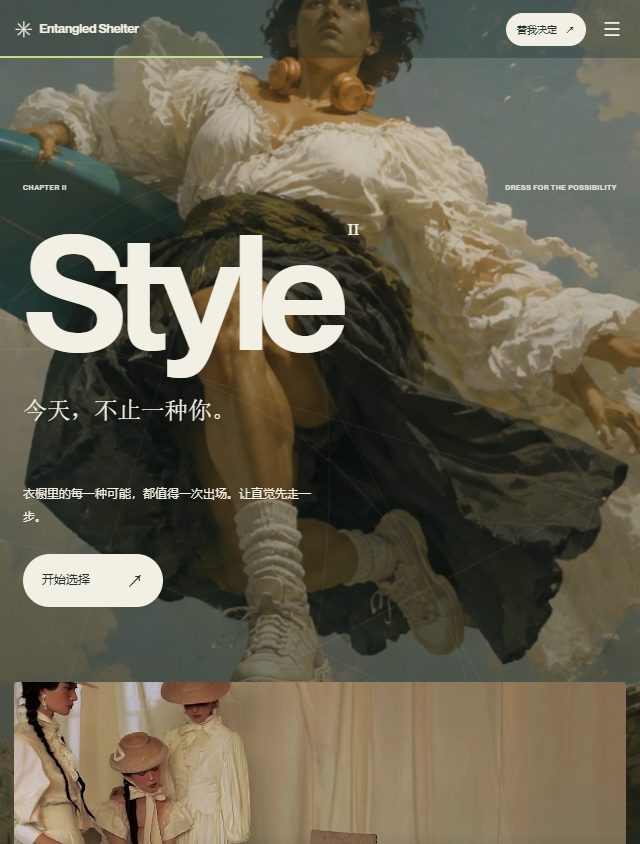 Entangled Shelter
替我决定 ↗
CHAPTER II
DRESS FOR THE POSSIBILITY
Style II
今天，不止一种你。
衣橱里的每一种可能，都值得一次出场。让直觉先走一
步。
开始选择 ↗